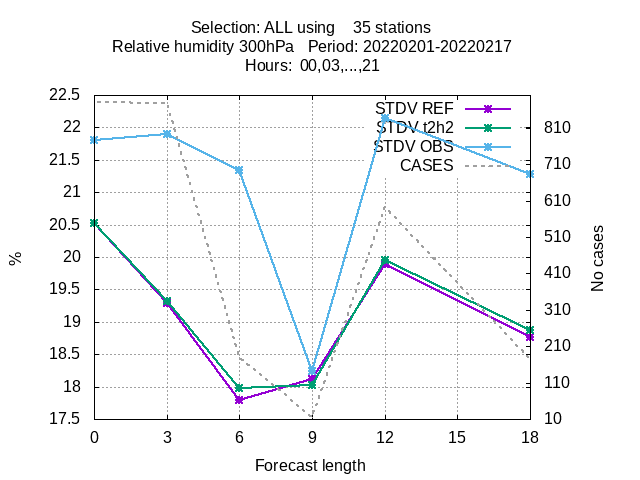 Selection: ALL using    35 stations
Relative humidity 300hPa   Period: 20220201-20220217
Hours:  00,03,...,21
STDV REF
STDV t2h2
STDV OBS
CASES
22.5
22
21.5
21
20.5
20
19.5
19
18.5
18
17.5
%
810
710
610
510
410
310
210
110
10
No cases
0 3 6 9 12 15 18
Forecast length